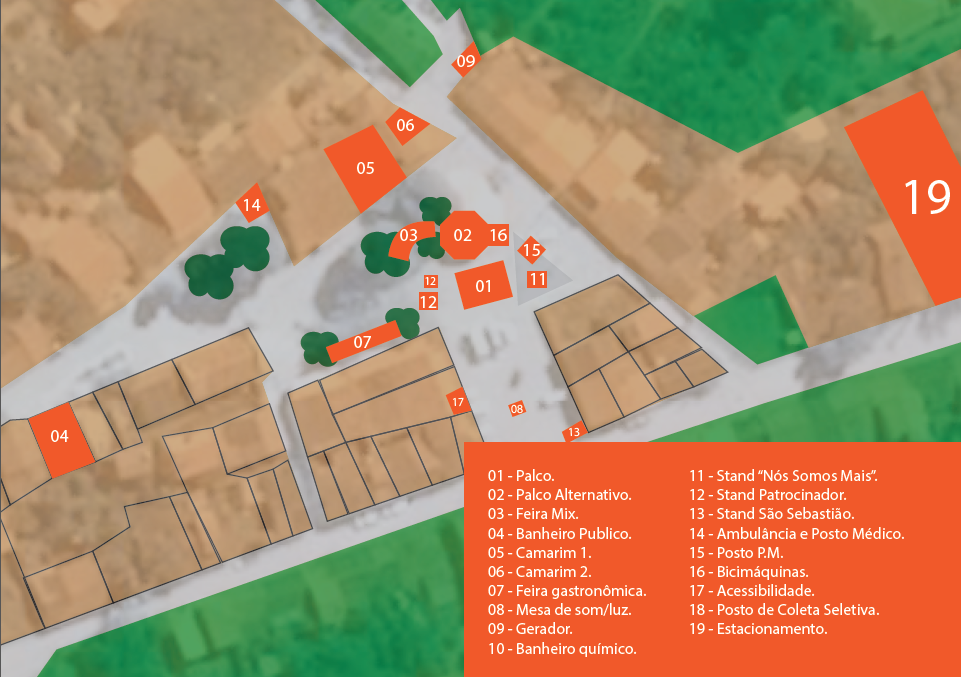 09
06
05
19
14
03
02
16
15
12
11
01
12
07
17
08
04
13
01 - Palco.
02 - Palco Alternativo.
03 - Feira Mix.
04 - Banheiro Publico.
05 - Camarim 1.
06 - Camarim 2.
07 - Feira gastronômica.
08 - Mesa de som/luz.
09 - Gerador.
10 - Banheiro químico.
11 - Stand “Nós Somos Mais”.
12 - Stand Patrocinador.
13 - Stand São Sebastião.
14 - Ambulância e Posto Médico.
15 - Posto P.M.
16 - Bicimáquinas.
17 - Acessibilidade.
18 - Posto de Coleta Seletiva.
19 - Estacionamento.